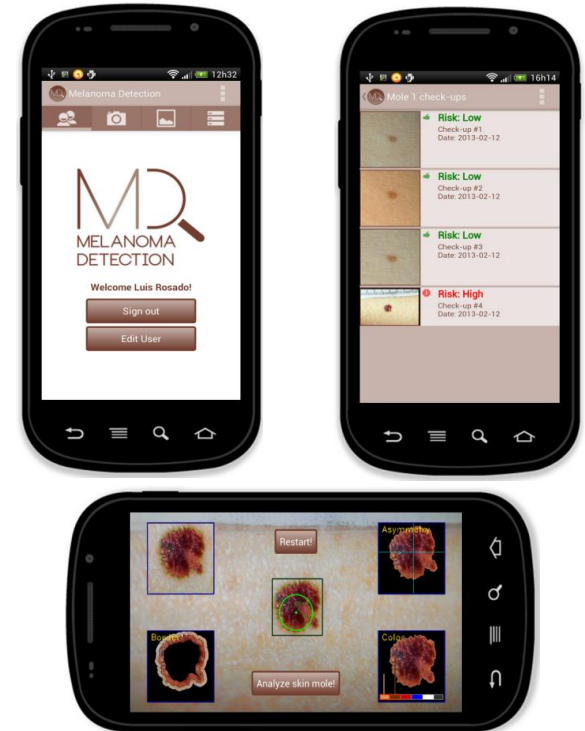 12h32
Melanoma Detection
MD
MELANOMA
DETECTION
Welcome Luis Rosado!
Sign out
Edit User
16h14
Mole 1 check-ups
Risk: Low
Check-up #1
Date: 2013-02-12
Risk: Low
Check-up #2
Date: 2013-02-12
Risk: Low
Check-up #3
Date: 2013-02-12
Risk: High
Check-up #4
Date: 2013-02-12
Restart!
Asymmetry
Border
Color
Analyze skin mole!